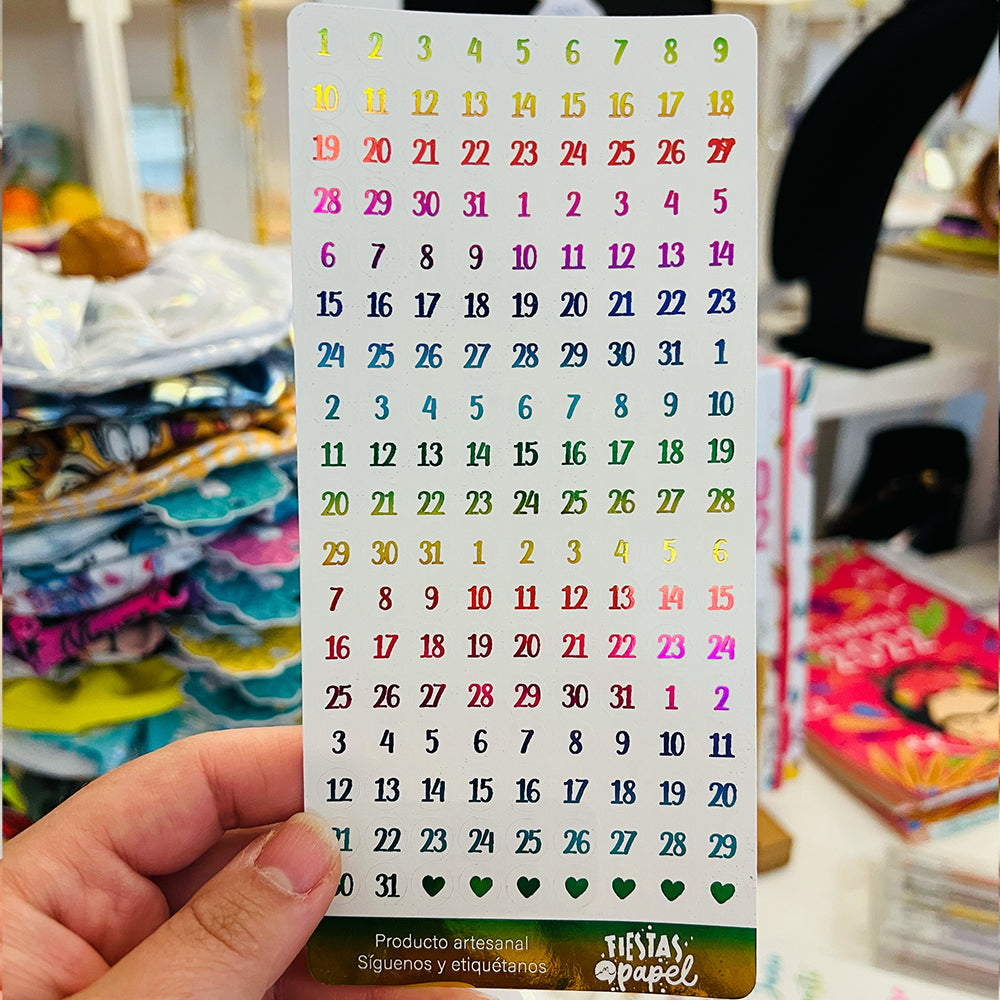 1 2 3 4 5 6 7 8 9
10 11 12 13 14 15 16 17 18
19 20 21 22 23 24 25 26 27
28 29 30 31 1 2 3 4 5
6 7 8 9 10 11 12 13 14
15 16 17 18 19 20 21 22 23
24 25 26 27 28 29 30 31 1
2 3 4 5 6 7 8 9 10
11 12 13 14 15 16 17 18 19
20 21 22 23 24 25 26 27 28
29 30 31 1 2 3 4 5 6
7 8 9 10 11 12 13 14 15
16 17 18 19 20 21 22 23 24
25 26 27 28 29 30 31 1 2
3 4 5 6 7 8 9 10 11
12 13 14 15 16 17 18 19 20
21 22 23 24 25 26 27 28 29
30 31
Producto artesanal
Síguenos y etiquétanos
FIESTAS
papel
2022